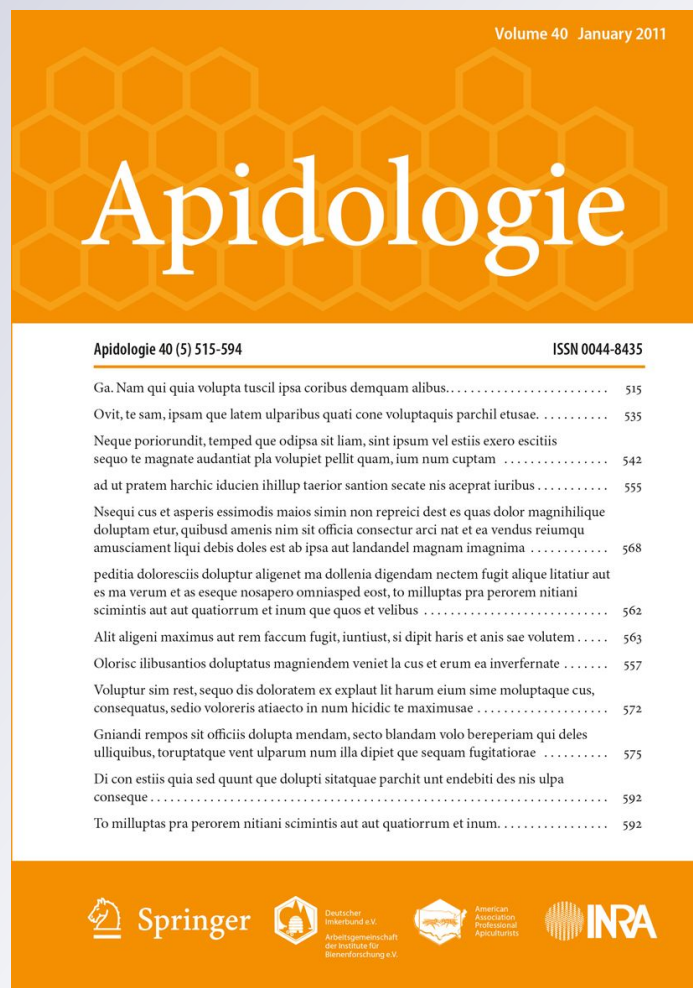 Volume 40 January 2011
Apidologie
Apidologie 40 (5) 515-594 ISSN 0044-8435
Ga. Nam qui quia volupta tuscil ipsa coribus demquam alibus......................... 515
Ovit, te sam, ipsam que latem ulparibus quati cone voluptaquis parchil etusae. ........... 535
Neque poriorundit, temped que odipsa sit liam, sint ipsum vel estiis exero escitiis
sequo te magnate audantiat pla volupiet pellit quam, ium num cuptam ................ 542
ad ut pratem harchic iducien ihillup taerior santion secate nis aceprat iuribus ........... 555
Nsequi cus et asperis essimodis maios simin non repreici dest es quas dolor magnihilique
doluptam etur, quibusd amenis nim sit officia consectur arci nat et ea vendus reiumqu
amusciament liqui debis doles est ab ipsa aut landandel magnam imagnima ............ 568
peditia doloresciis doluptur aligenet ma dollenia digendam nectem fugit alique litatiur aut
es ma verum et as eseque nosapero omniasped eost, to milluptas pra perorem nitiani
scimintis aut aut quatiorrum et inum que quos et velibus ............................ 562
Alit aligeni maximus aut rem faccum fugit, iuntiust, si dipit haris et anis sae volutem ..... 563
Olorisc ilibusantios doluptatus magniendem veniet la cus et erum ea inverfernate ....... 557
Voluptur sim rest, sequo dis doloratem ex explaut lit harum eium sime moluptaque cus,
consequatus, sedio voloreris atiaecto in num hicidic te maximusae .................... 572
Gniandi rempos sit officiis dolupta mendam, secto blandam volo bereperiam qui deles
ulliquibus, toruptatque vent ulparum num illa dipiet que sequam fugitatiorae .......... 575
Di con estiis quia sed quunt que dolupti sitatquae parchit unt endebiti des nis ulpa
conseque...................................................................... 592
To milluptas pra perorem nitiani scimintis aut aut quatiorrum et inum................. 592
Springer
Deutscher
Imkerbund e.V.
Arbeitsgemeinschaft
der Institute für
Bienenforschung e.V.
American
Association
Professional
Apiculturists
INRA